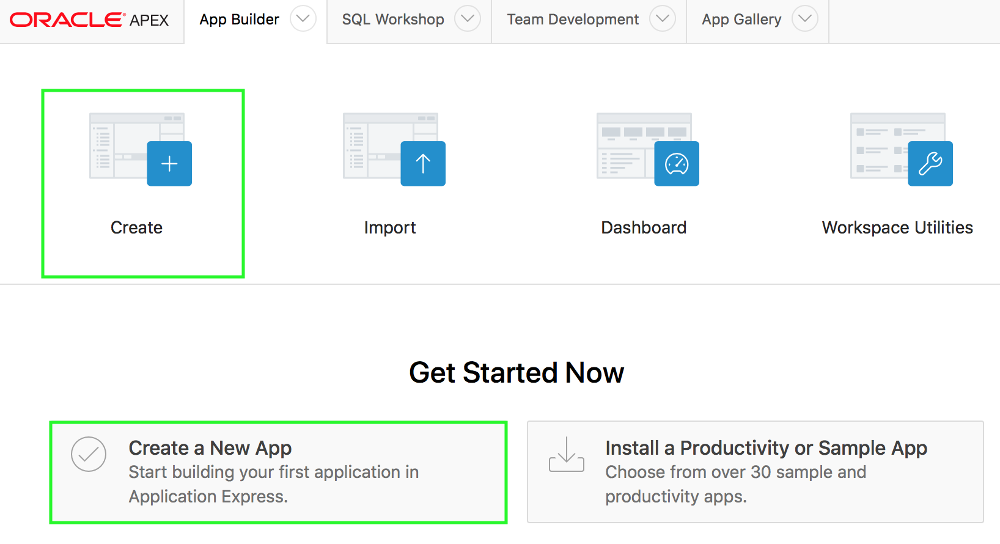 ORACLE APEX App Builder SQL Workshop Team Development App Gallery
Create Import Dashboard Workspace Utilities
Get Started Now
Create a New App
Start building your first application in
Application Express.
Install a Productivity or Sample App
Choose from over 30 sample and
productivity apps.